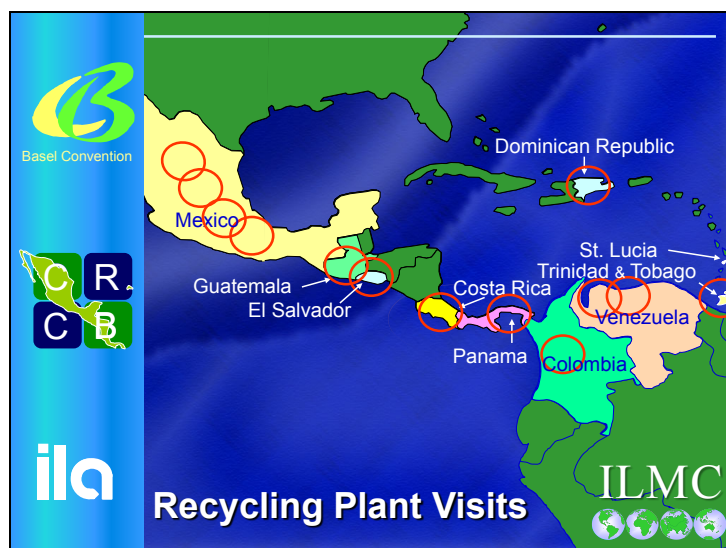 Basel Convention
C R
C B
ila
Dominican Republic
Mexico
St. Lucia
Trinidad & Tobago
Guatemala
El Salvador
Costa Rica
Venezuela
Panama
Colombia
Recycling Plant Visits
ILMC